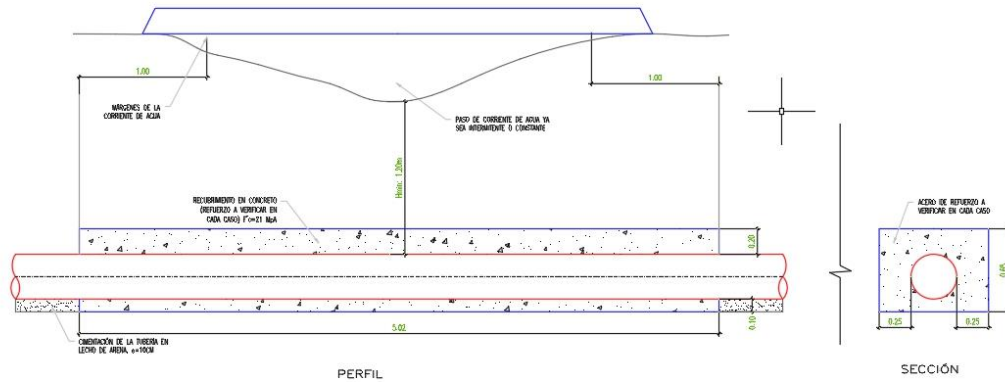 1.00
1.00
MÁRGENES DE LA
CORRIENTE DE AGUA
PASO DE CORRIENTE DE AGUA YA
SEA INTERMITENTE O CONSTANTE
Hmin: 1.20m
RECUBRIMIENTO EN CONCRETO
(REFUERZO A VERIFICAR EN
CADA CASO) f'c=21 MpA
ACERO DE REFUERZO A
VERIFICAR EN CADA CASO
0.20
0.65
0.10
5.02
0.25
0.25
CIMENTACIÓN DE LA TUBERÍA EN
LECHO DE ARENA, e=10CM
PERFIL
SECCIÓN